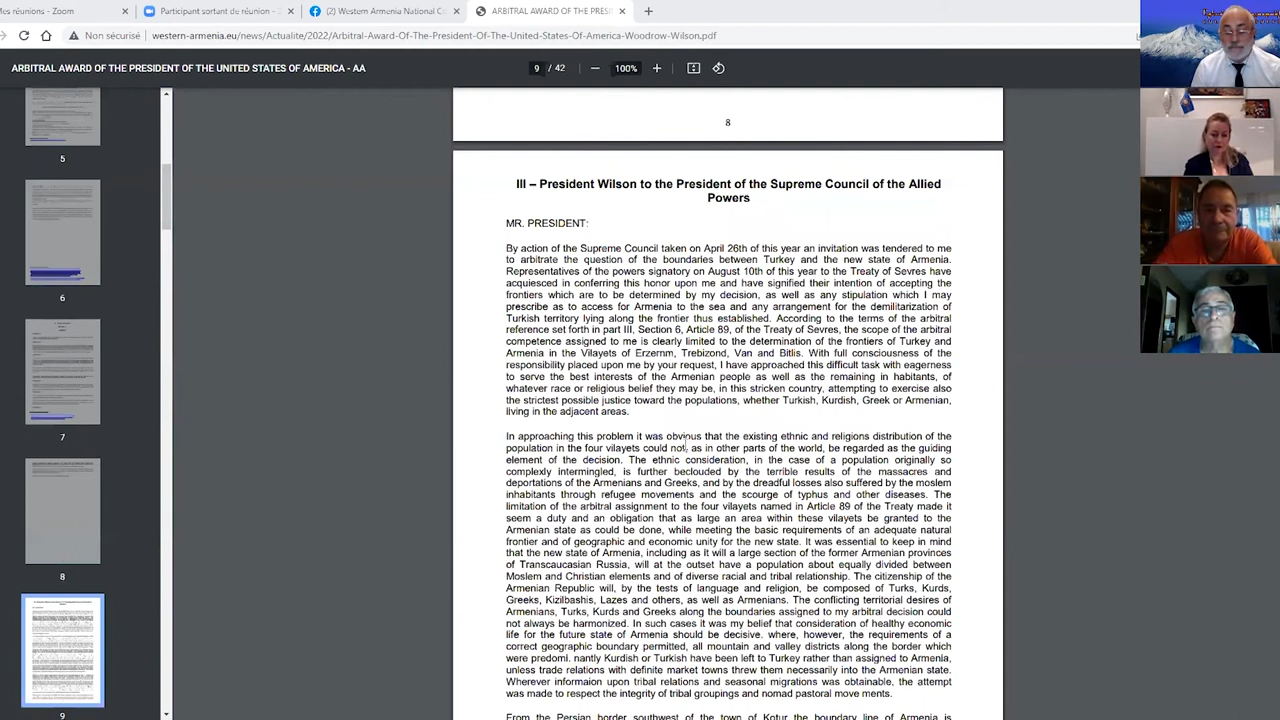 Mes réunions - Zoom
Participant sortant de réunion -
(2) Western Armenia National Co
ARBITRAL AWARD OF THE PRES
Non sécurisé
western-armenia.eu/news/Actualite/2022/Arbitral-Award-Of-The-President-Of-The-United-States-Of-America-Woodrow-Wilson.pdf
ARBITRAL AWARD OF THE PRESIDENT OF THE UNITED STATES OF AMERICA - AA
9 / 42
100%
5
6
7
8
9
8
III – President Wilson to the President of the Supreme Council of the Allied
Powers
MR. PRESIDENT:
By action of the Supreme Council taken on April 26th of this year an invitation was tendered to me
to arbitrate the question of the boundaries between Turkey and the new state of Armenia.
Representatives of the powers signatory on August 10th of this year to the Treaty of Sevres have
acquiesced in conferring this honor upon me and have signified their intention of accepting the
frontiers which are to be determined by my decision, as well as any stipulation which I may
prescribe as to access for Armenia to the sea and any arrangement for the demilitarization of
Turkish territory lying along the frontier thus established. According to the terms of the arbitral
reference set forth in part III, Section 6, Article 89, of the Treaty of Sevres, the scope of the arbitral
competence assigned to me is clearly limited to the determination of the frontiers of Turkey and
Armenia in the Vilayets of Erzernm, Trebizond, Van and Bitlis. With full consciousness of the
responsibility placed upon me by your request, I have approached this difficult task with eagerness
to serve the best interests of the Armenian people as well as the remaining in habitants, of
whatever race or religious belief they may be, in this stricken country, attempting to exercise also
the strictest possible justice toward the populations, whether Turkish, Kurdish, Greek or Armenian,
living in the adjacent areas.
In approaching this problem it was obvious that the existing ethnic and religions distribution of the
population in the four vilayets could not, as in other parts of the world, be regarded as the guiding
element of the decision. The ethnic consideration, in the case of a population originally so
complexly intermingled, is further beclouded by the terrible results of the massacres and
deportations of the Armenians and Greeks, and by the dreadful losses also suffered by the moslem
inhabitants through refugee movements and the scourge of typhus and other diseases. The
limitation of the arbitral assignment to the four vilayets named in Article 89 of the Treaty made it
seem a duty and an obligation that as large an area within these vilayets be granted to the
Armenian state as could be done, while meeting the basic requirements of an adequate natural
frontier and of geographic and economic unity for the new state. It was essential to keep in mind
that the new state of Armenia, including as it will a large section of the former Armenian provinces
of Transcaucasian Russia, will at the outset have a population about equally divided between
Moslem and Christian elements and of diverse racial and tribal relationship. The citizenship of the
Armenian Republic will, by the tests of language and religion, be composed of Turks, Kurds,
Greeks, Kizilbashis, Lazes and others, as well as Armenians. The conflicting territorial desires of
Armenians, Turks, Kurds and Greeks along the boundaries assigned to my arbitral decision could
not always be harmonized. In such cases it was my belief that consideration of healthy economic
life for the future state of Armenia should be decisive, where, however, the requirements of a
correct geographic boundary permitted, all mountain and valley districts along the border which
were predomi. nantly Kurdish or Turkish have been left to Turkey rather than assigned to Armenia,
unless trade relations with definite market towns threw them necessarily into the Armenian state.
Wherever informaion upon tribal relations and seasonal migrations was obtainable, the attempt
was made to respect the integrity of tribal groupings and nomad pastoral move ments.
From the Persian border southwest of the town of Kotur the boundary line of Armenia is